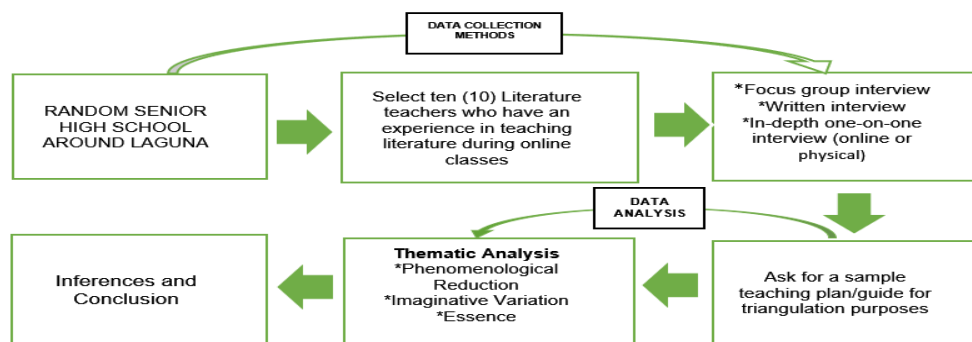 DATA COLLECTION
METHODS
RANDOM SENIOR
HIGH SCHOOL
AROUND LAGUNA
Select ten (10) Literature
teachers who have an
experience in teaching
literature during online
classes
*Focus group interview
*Written interview
*In-depth one-on-one
interview (online or
physical)
DATA
ANALYSIS
Inferences and
Conclusion
Thematic Analysis
*Phenomenological
Reduction
*Imaginative Variation
*Essence
Ask for a sample
teaching plan/guide for
triangulation purposes